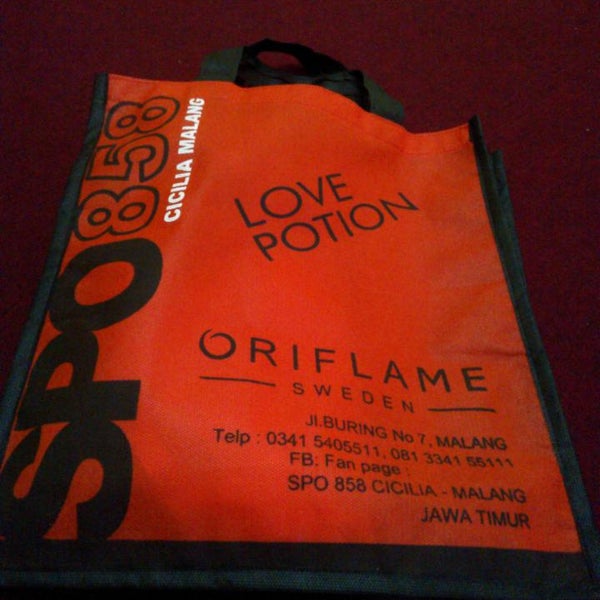 SPO 858
CICILIA MALANG
LOVE
POTION
ORIFLAME
SWEDEN
Jl.BURING No 7, MALANG
Telp : 0341 5405511, 081 3341 55111
FB: Fan page :
SPO 858 CICILIA - MALANG
JAWA TIMUR